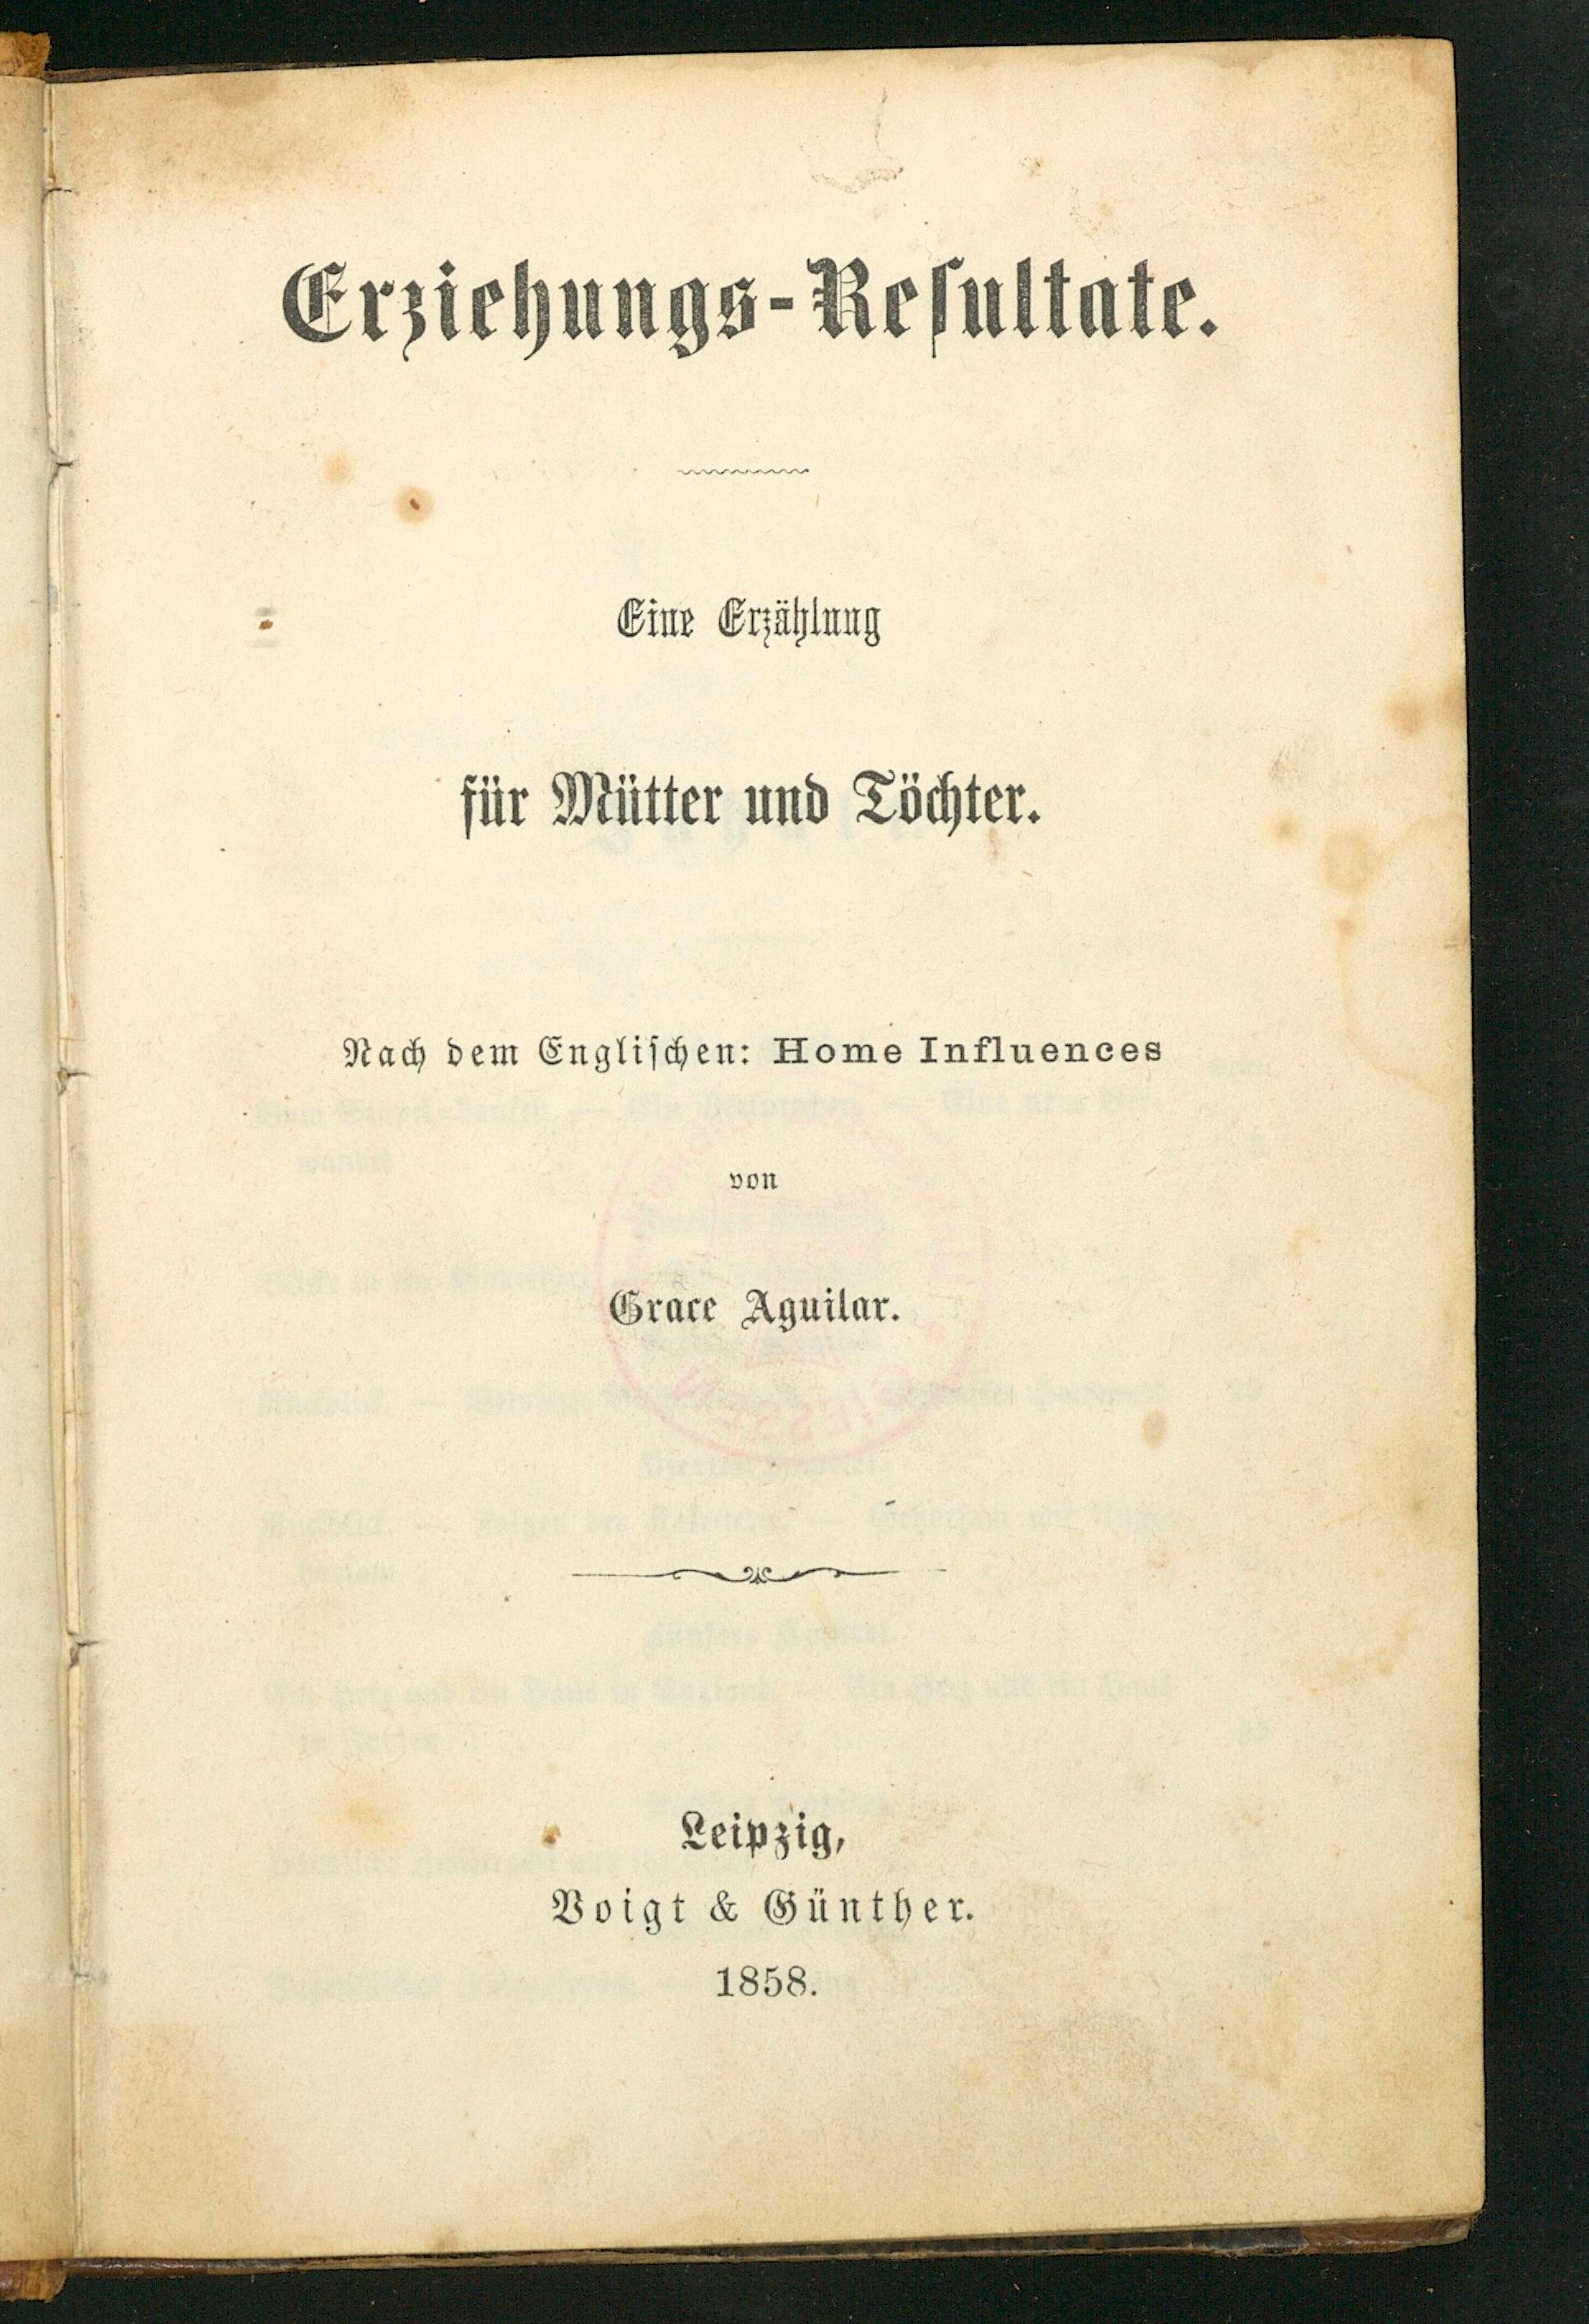 Erziehungs-Reſultate.
Eine Erzählung
für Mütter und Töchter.
Nach dem Engliſchen: Home Influences
von
Grace Aguilar.
Leipzig,
Voigt & Günther.
1858.